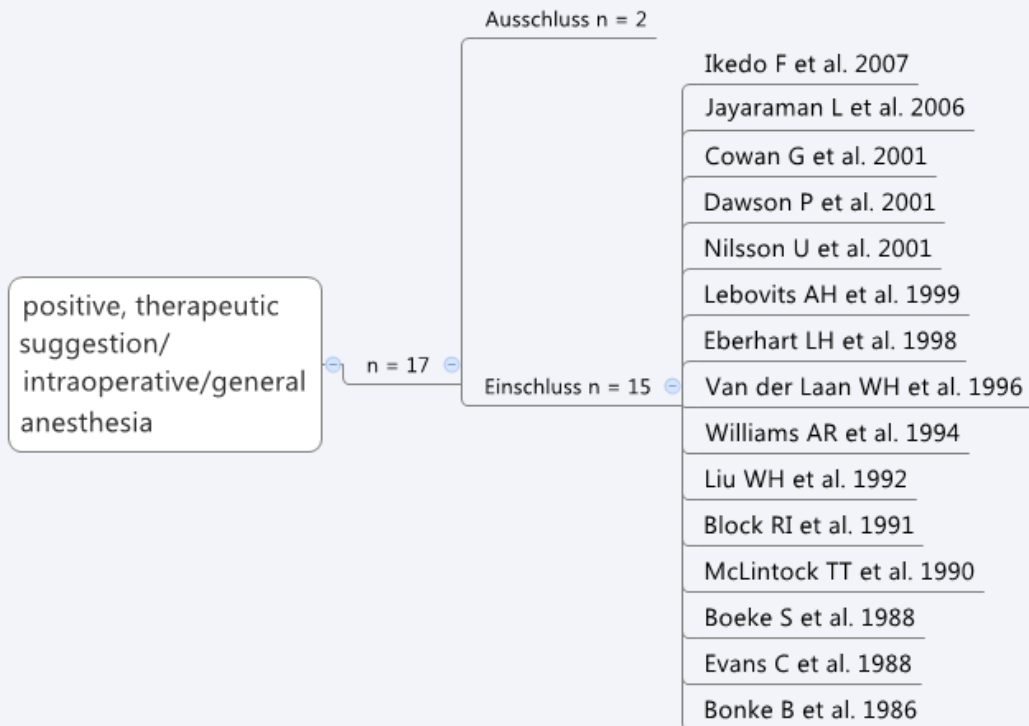 positive, therapeutic
suggestion/
intraoperative/general
anesthesia
n = 17
Ausschluss n = 2
Einschluss n = 15
Ikedo F et al. 2007
Jayaraman L et al. 2006
Cowan G et al. 2001
Dawson P et al. 2001
Nilsson U et al. 2001
Lebovits AH et al. 1999
Eberhart LH et al. 1998
Van der Laan WH et al. 1996
Williams AR et al. 1994
Liu WH et al. 1992
Block RI et al. 1991
McLintock TT et al. 1990
Boeke S et al. 1988
Evans C et al. 1988
Bonke B et al. 1986